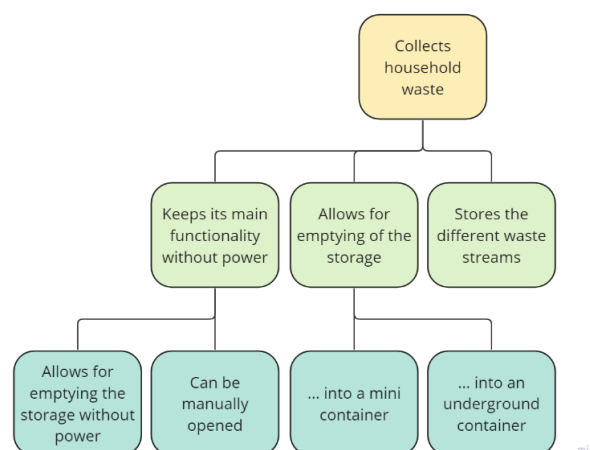 Collects
household
waste
Keeps its main
functionality
without power
Allows for
emptying of the
storage
Stores the
different waste
streams
Allows for
emptying the
storage without
power
Can be
manually
opened
... into a mini
container
... into an
underground
container